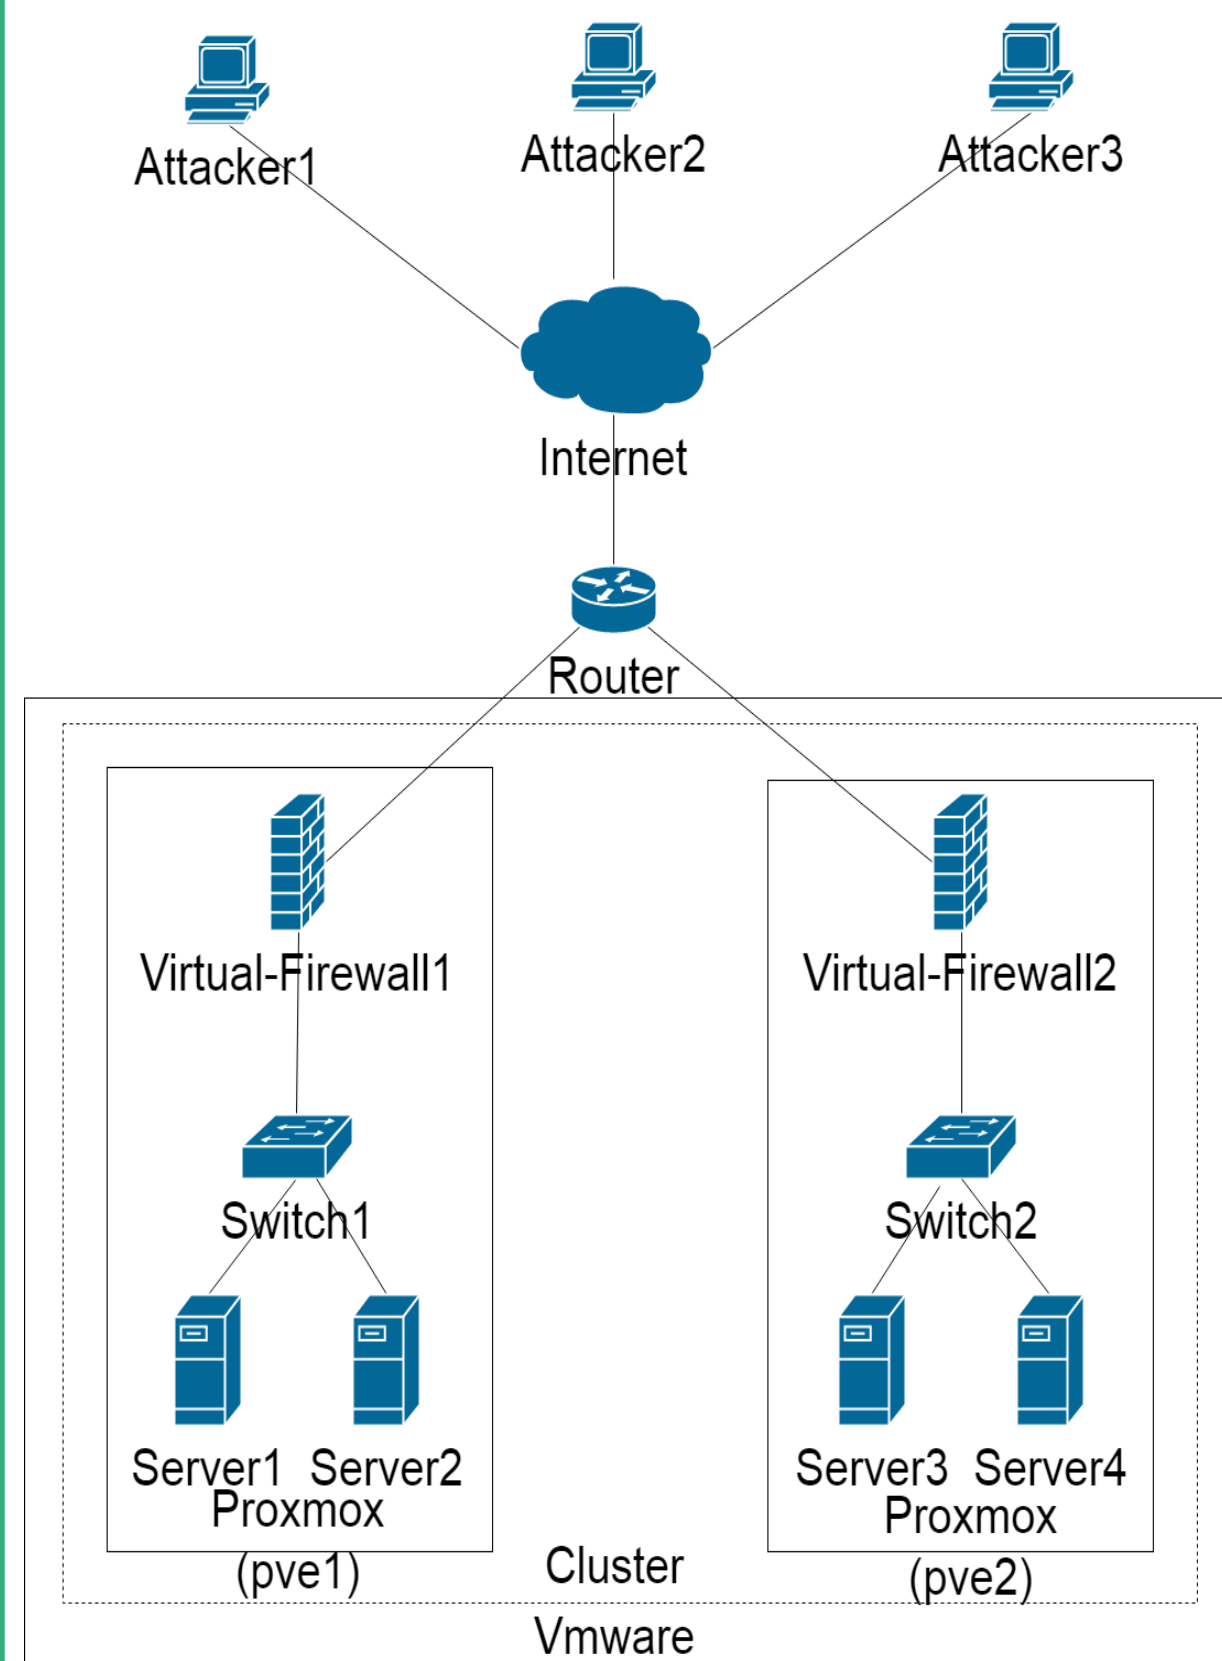 Attacker1
Attacker2
Attacker3
Internet
Router
Virtual-Firewall1
Virtual-Firewall2
Switch1
Switch2
Server1
Server2
Server3
Server4
Proxmox
(pve1)
Proxmox
(pve2)
Cluster
Vmware